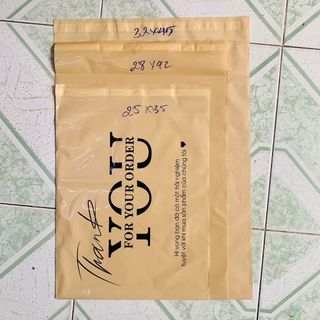 32x45
28x42
25x35
Thank
YOU
FOR YOUR ORDER
Hi vọng bạn đã có một trải nghiệm
tuyệt vời khi mua sản phẩm của chúng tôi ♥